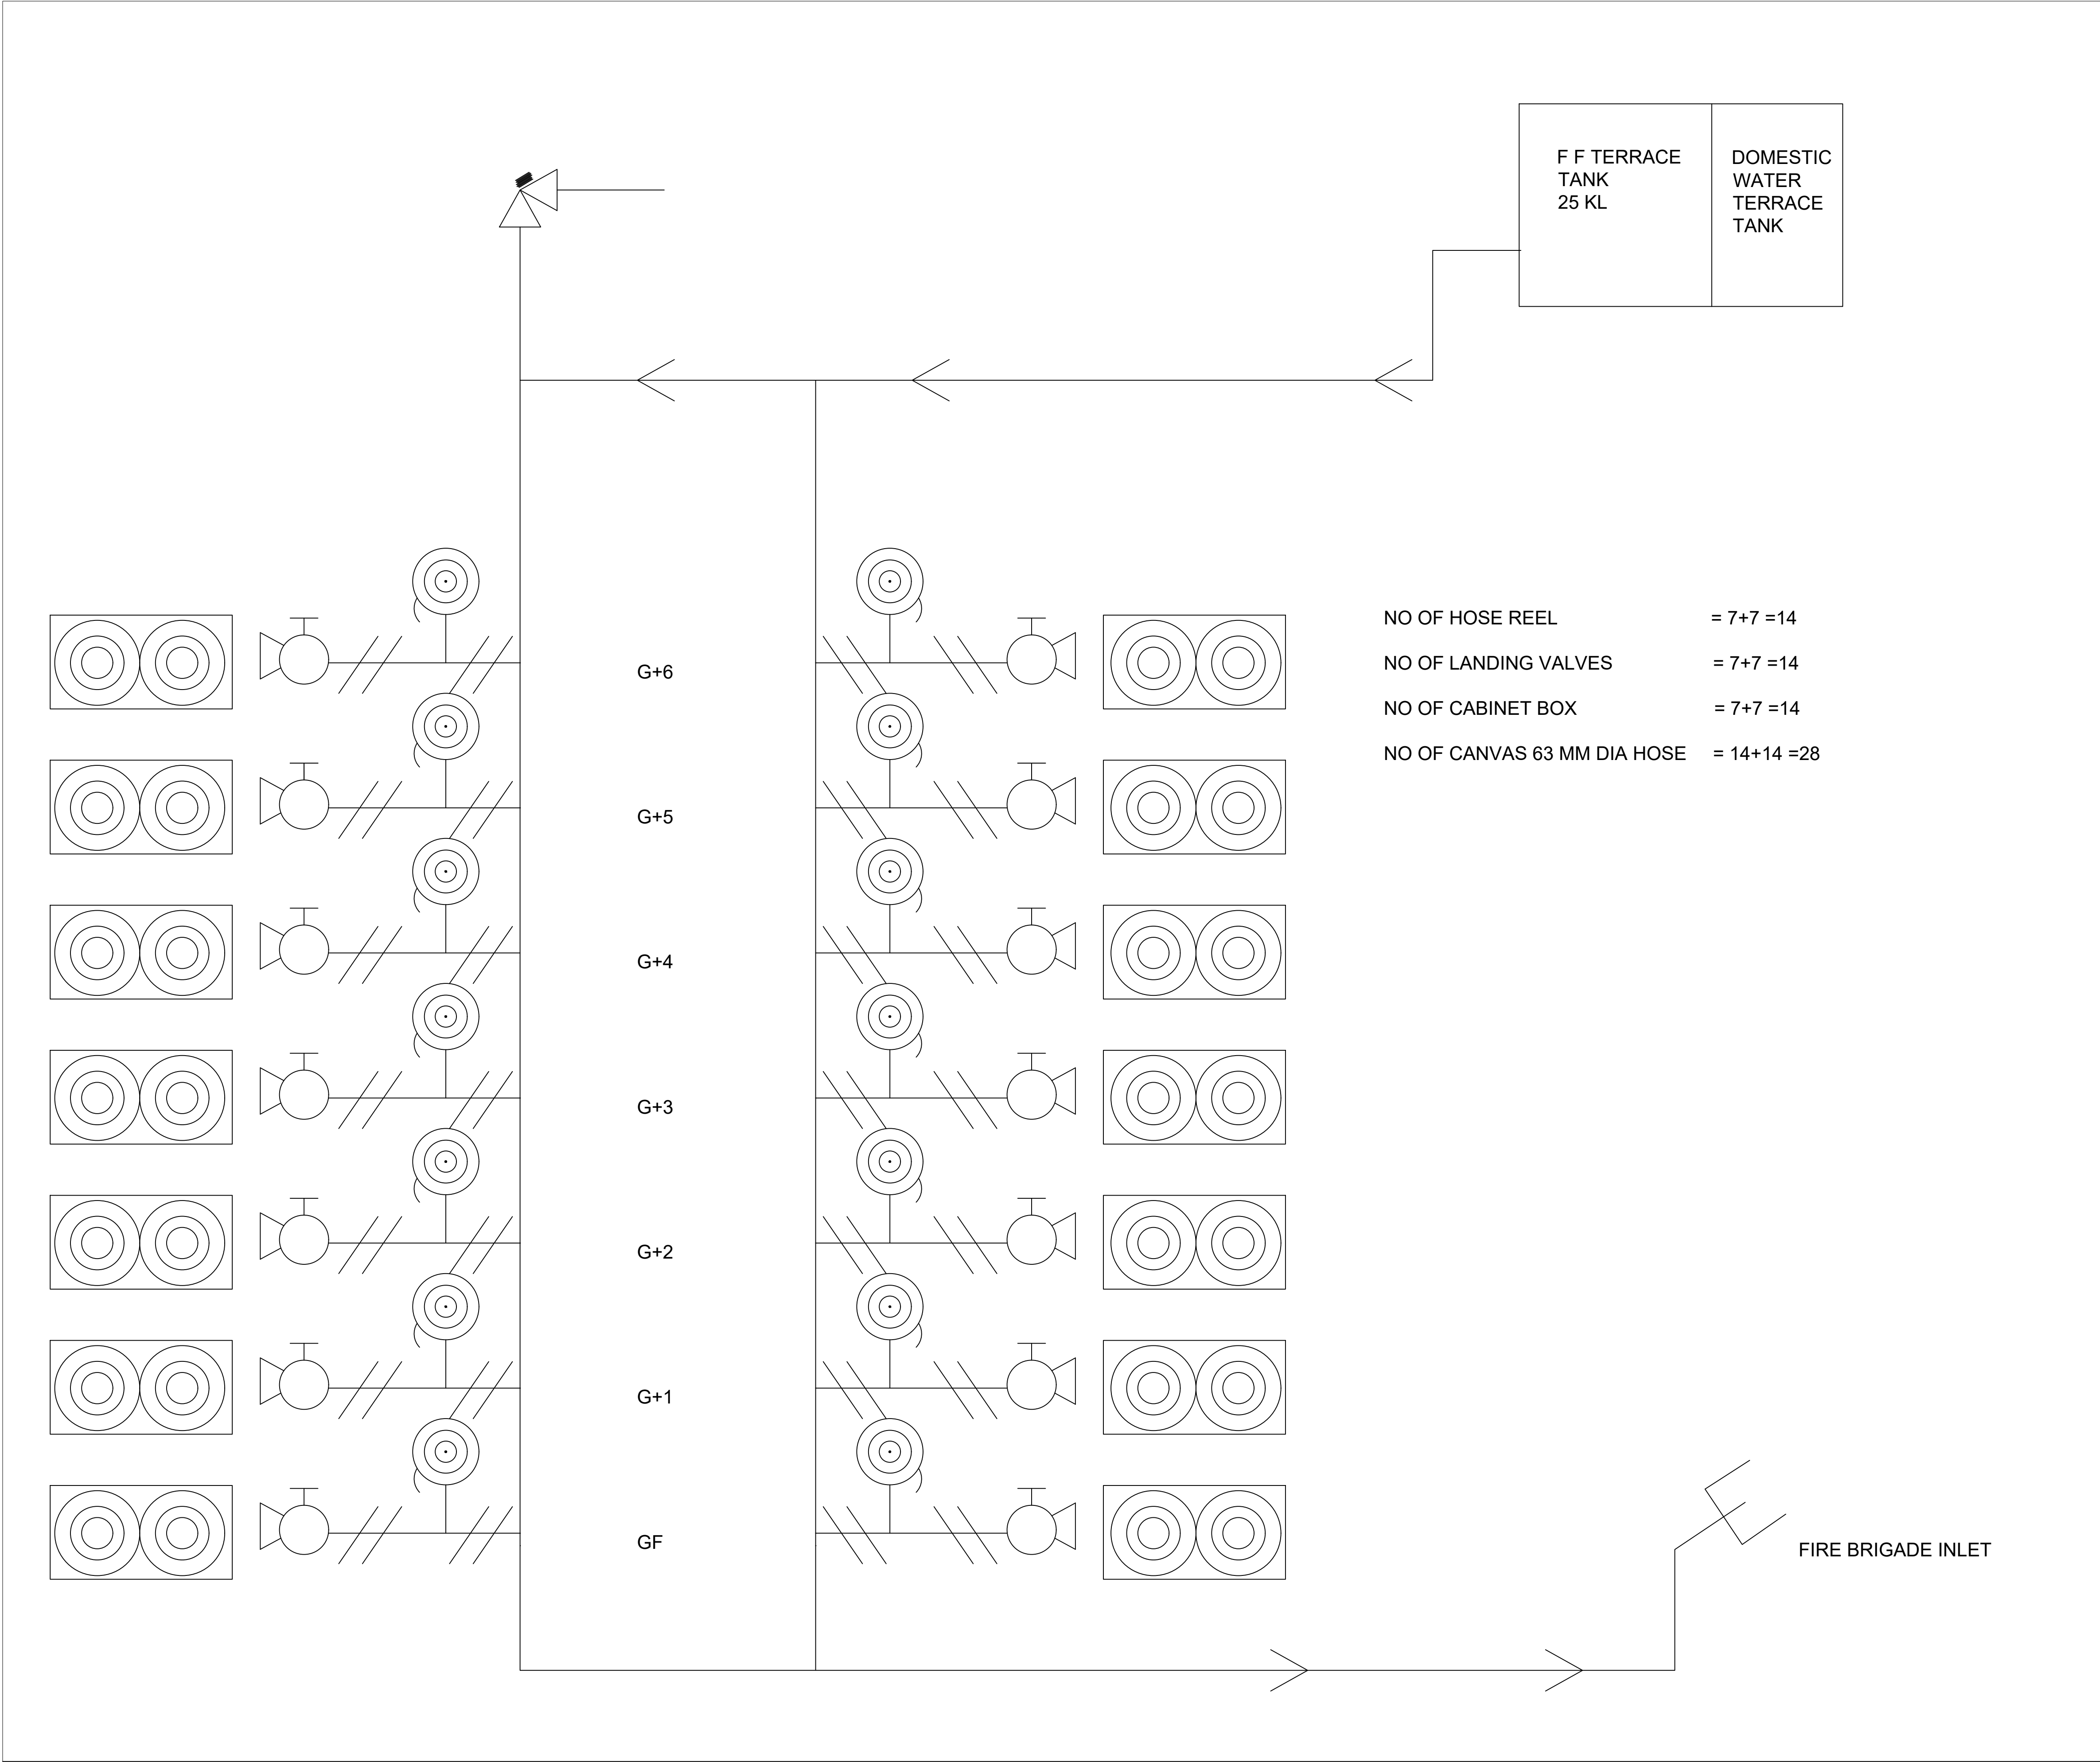 F F TERRACE
TANK
25 KL
DOMESTIC
WATER
TERRACE
TANK
NO OF HOSE REEL = 7+7 =14
NO OF LANDING VALVES = 7+7 =14
NO OF CABINET BOX = 7+7 =14
NO OF CANVAS 63 MM DIA HOSE = 14+14 =28
G+6
G+5
G+4
G+3
G+2
G+1
GF
FIRE BRIGADE INLET